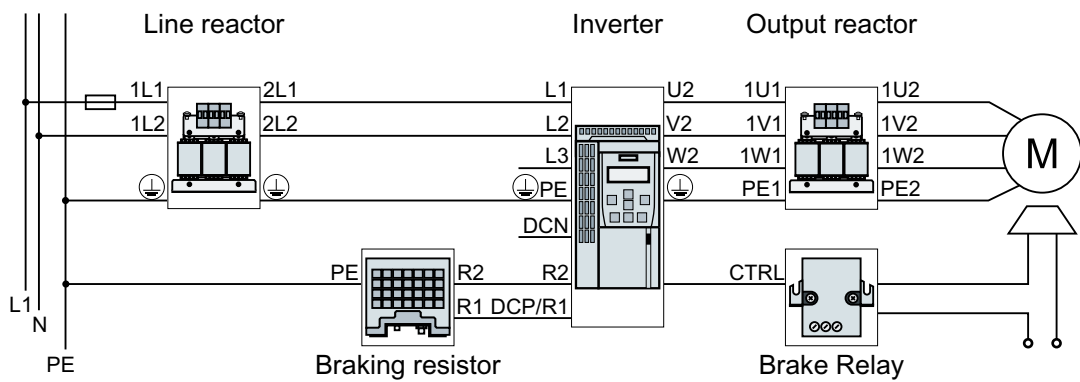 Line reactor
Inverter
Output reactor
1L1
2L1
L1
U2
1U1
1U2
1L2
2L2
L2
V2
1V1
1V2
L3
W2
1W1
1W2
M
PE
PE1
PE2
DCN
PE
R2
R2
CTRL
R1
DCP/R1
L1
N
PE
Braking resistor
Brake Relay